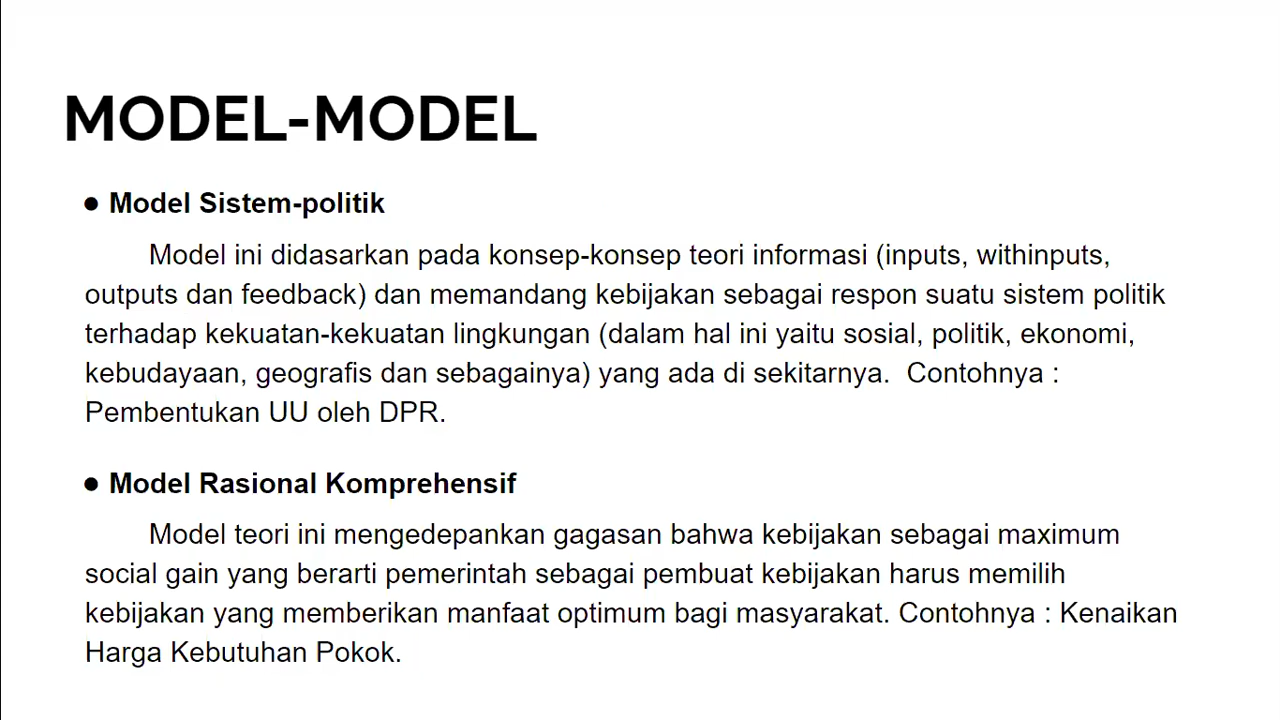 MODEL-MODEL
● Model Sistem-politik
Model ini didasarkan pada konsep-konsep teori informasi (inputs, withinputs,
outputs dan feedback) dan memandang kebijakan sebagai respon suatu sistem politik
terhadap kekuatan-kekuatan lingkungan (dalam hal ini yaitu sosial, politik, ekonomi,
kebudayaan, geografis dan sebagainya) yang ada di sekitarnya.  Contohnya :
Pembentukan UU oleh DPR.
● Model Rasional Komprehensif
Model teori ini mengedepankan gagasan bahwa kebijakan sebagai maximum
social gain yang berarti pemerintah sebagai pembuat kebijakan harus memilih
kebijakan yang memberikan manfaat optimum bagi masyarakat. Contohnya : Kenaikan
Harga Kebutuhan Pokok.